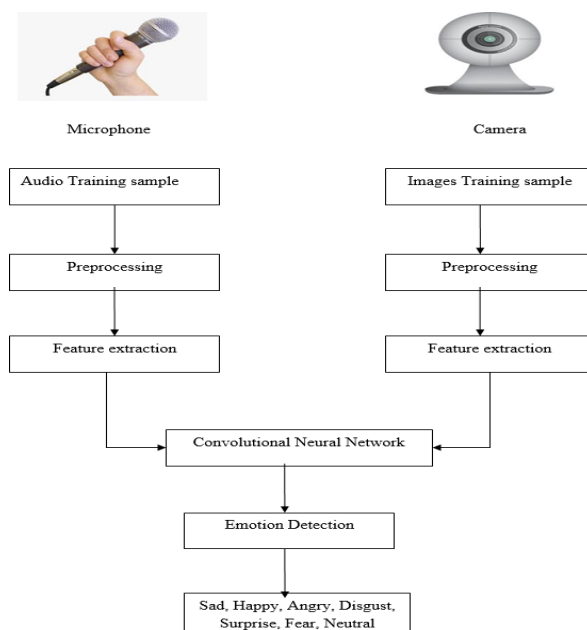 Microphone
Camera
Audio Training sample
Images Training sample
Preprocessing
Preprocessing
Feature extraction
Feature extraction
Convolutional Neural Network
Emotion Detection
Sad, Happy, Angry, Disgust,
Surprise, Fear, Neutral